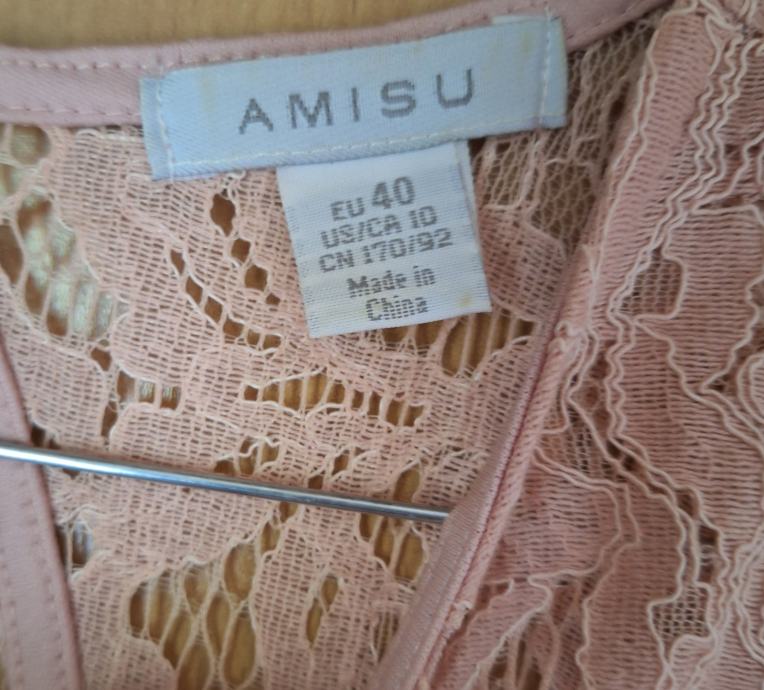 AMISU
EU 40
US/CA 10
CN 170/92
Made in
China